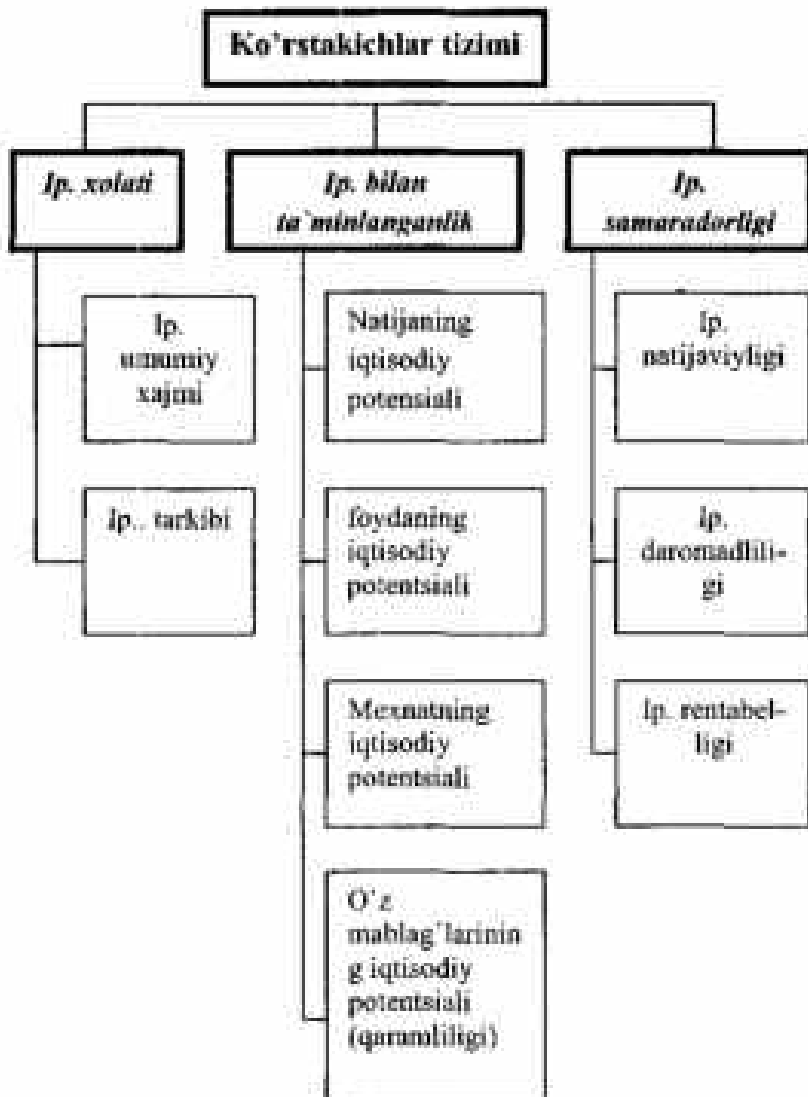 Ko'rstakichlar tizimi
Ip. xolati
Ip. bilan
ta`minlanganlik
Ip.
samaradorligi
Ip.
umumiy
xajmi
Ip.. tarkibi
Natijaning
iqtisodiy
potensiali
foydaning
iqtisodiy
potentsiali
Mexnatning
iqtisodiy
potentsiali
O'z
mablag`larinin
g iqtisodiy
potentsiali
(qaramliligi)
Ip.
natijaviyligi
Ip.
daromadlili-
gi
Ip. rentabel-
ligi